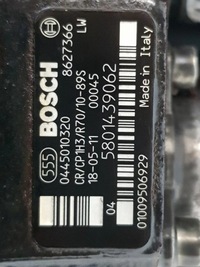 BOSCH 8627366 LW
555
0445010320
CR/CP1H3/R70/10-89S
18-05-11 00045
5801439062
04
01009506929
Made in Italy